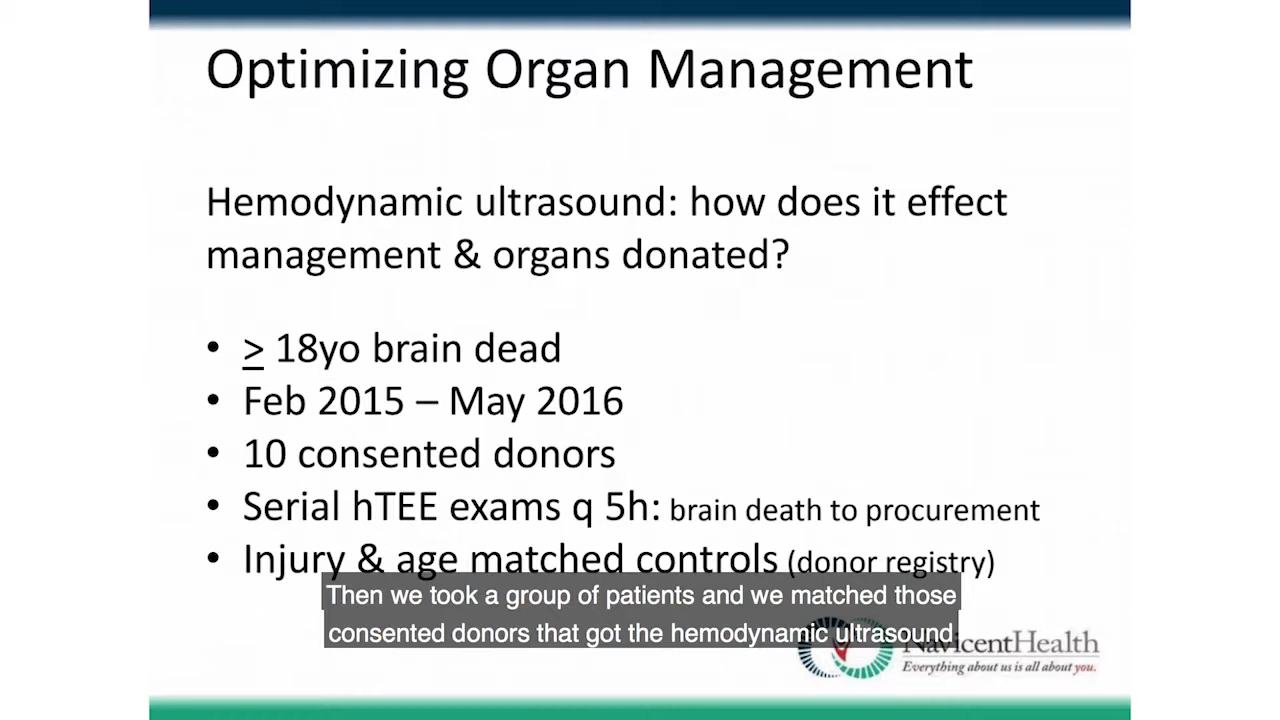 Optimizing Organ Management
Hemodynamic ultrasound: how does it effect
management & organs donated?
• ≥ 18yo brain dead
• Feb 2015 – May 2016
• 10 consented donors
• Serial hTEE exams q 5h: brain death to procurement
• Injury & age matched controls (donor registry)
Then we took a group of patients and we matched those
consented donors that got the hemodynamic ultrasound
NavicentHealth
Everything about us is all about you.